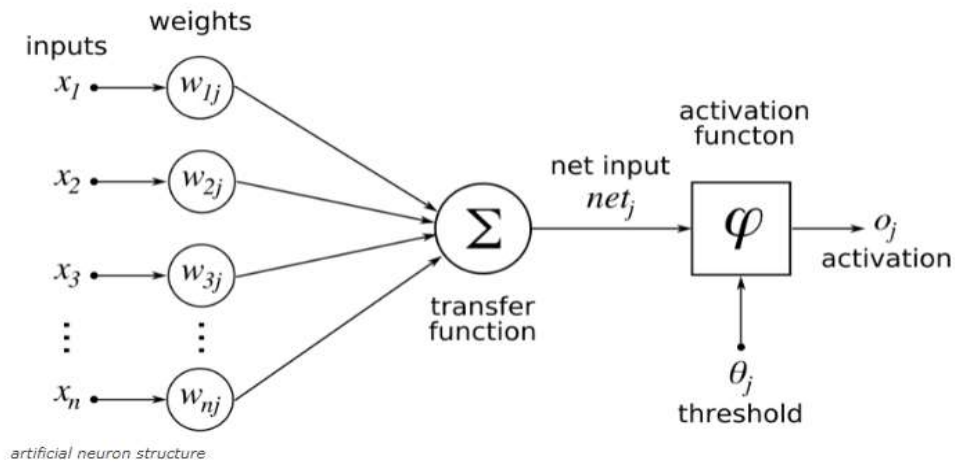 weights
inputs
x₁
w₁ⱼ
x₂
w₂ⱼ
x₃
w₃ⱼ
⋮
⋮
xₙ
wₙⱼ
Σ
transfer
function
net input
netⱼ
activation
functon
φ
oⱼ
activation
θⱼ
threshold
artificial neuron structure